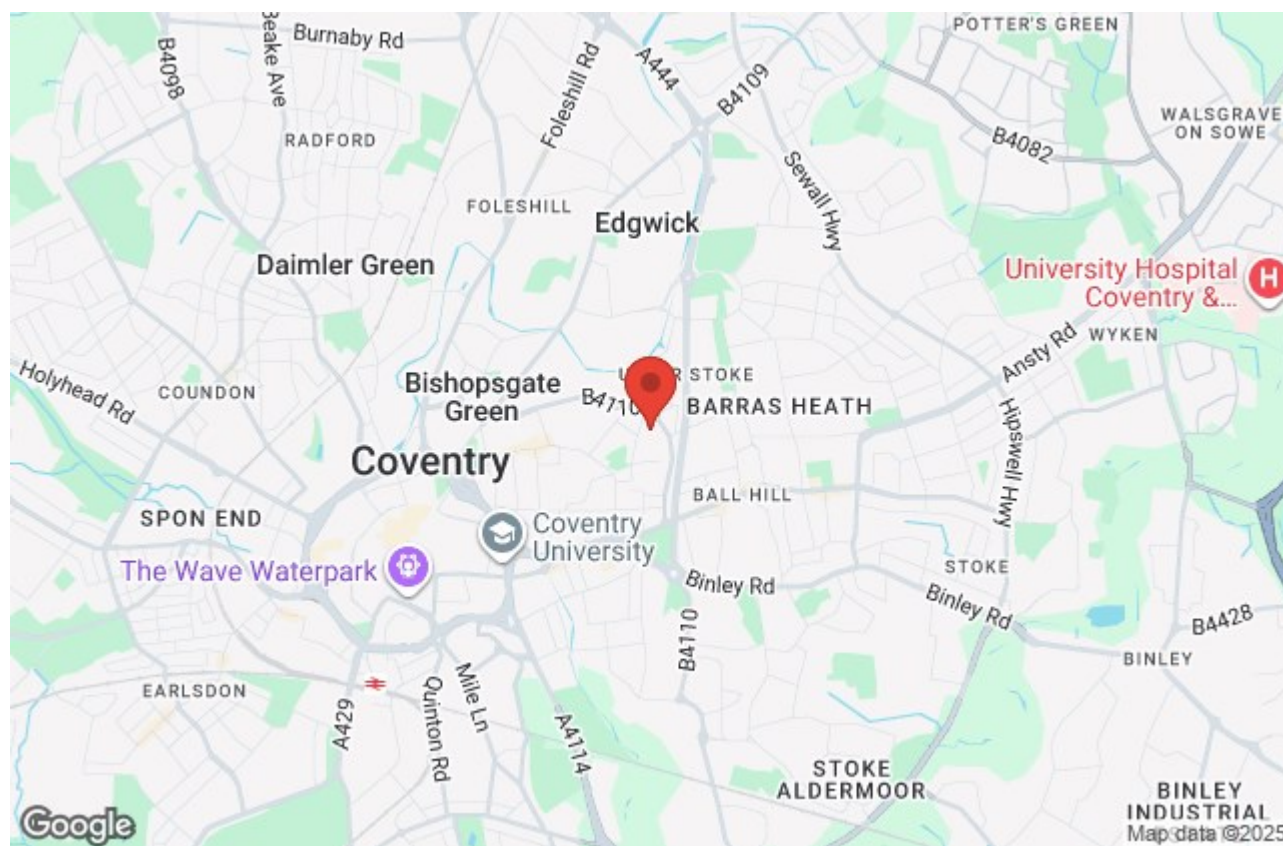 POTTER'S GREEN
Burnaby Rd
Beake Ave
B4098
Foleshill Rd
A444
B4109
WALSGRAVE
ON SOWE
RADFORD
B4082
Sewall Hwy
FOLESHILL
Edgwick
Daimler Green
University Hospital
Coventry &...
H
WYKEN
Ansty Rd
Holyhead Rd
COUNDON
Bishopsgate
Green
STOKE
B4110
BARRAS HEATH
Hipswell Hwy
Coventry
BALL HILL
SPON END
Coventry
University
The Wave Waterpark
STOKE
Binley Rd
Binley Rd
B4428
B4110
BINLEY
EARLSDON
Mile Ln
Quinton Rd
A429
A4114
STOKE
ALDERMOOR
BINLEY
INDUSTRIAL
Google
Map data ©2025